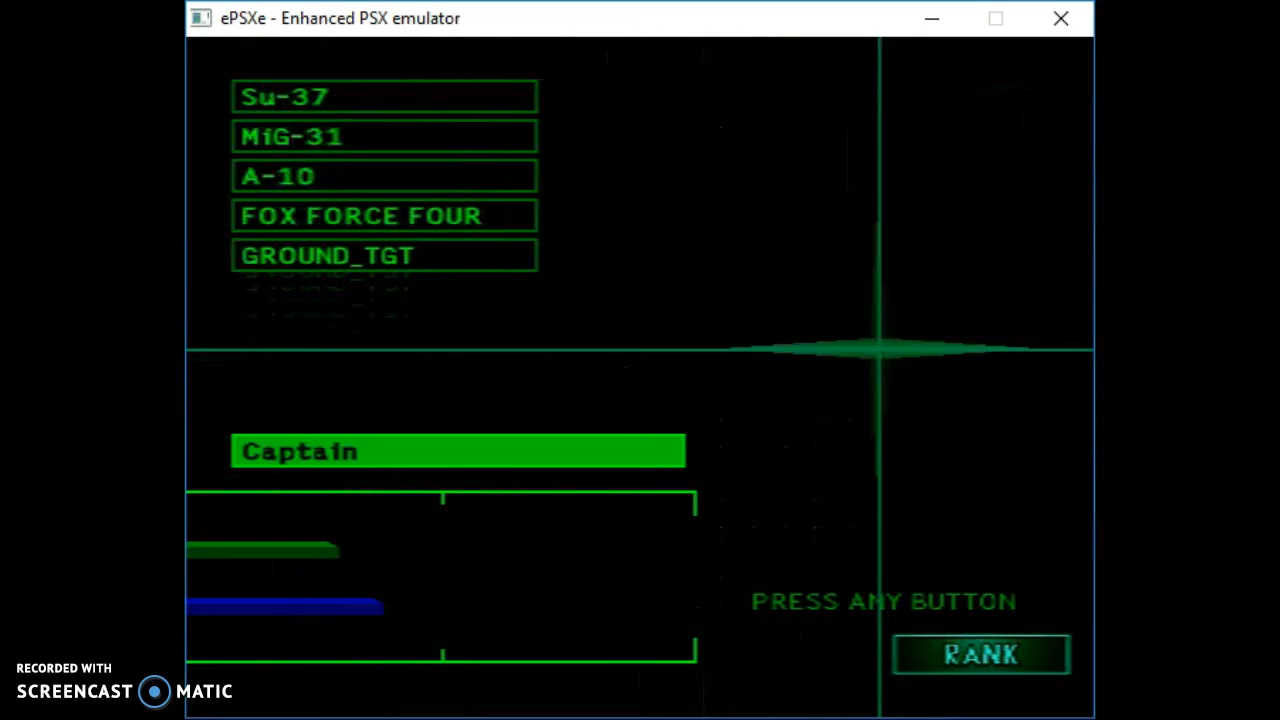 ePSXe - Enhanced PSX emulator
Su-37
MiG-31
A-10
FOX FORCE FOUR
GROUND_TGT
Captain
PRESS ANY BUTTON
RANK
RECORDED WITH
SCREENCAST MATIC